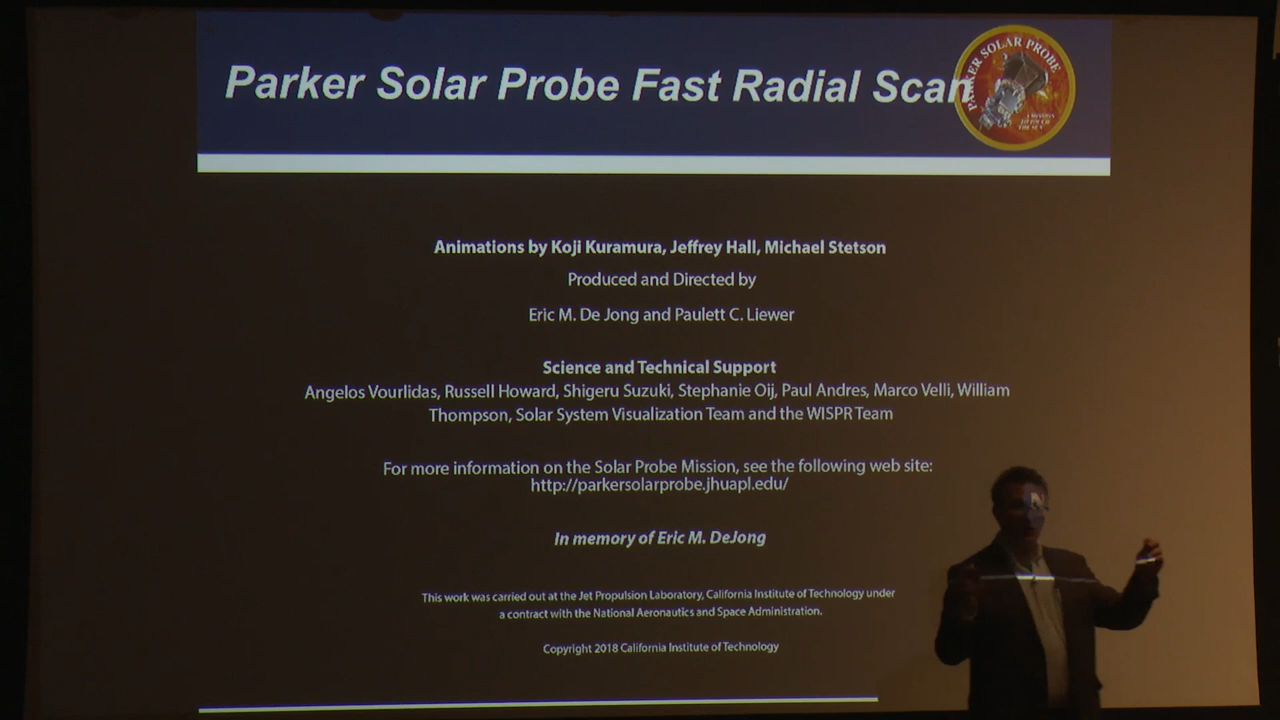 Parker Solar Probe Fast Radial Scan
PARKER SOLAR PROBE
Animations by Koji Kuramura, Jeffrey Hall, Michael Stetson
Produced and Directed by
Eric M. De Jong and Paulett C. Liewer
Science and Technical Support
Angelos Vourlidas, Russell Howard, Shigeru Suzuki, Stephanie Oij, Paul Andres, Marco Velli, William
Thompson, Solar System Visualization Team and the WISPR Team
For more information on the Solar Probe Mission, see the following web site:
http://parkersolarprobe.jhuapl.edu/
In memory of Eric M. DeJong
This work was carried out at the Jet Propulsion Laboratory, California Institute of Technology under
a contract with the National Aeronautics and Space Administration.
Copyright 2018 California Institute of Technology